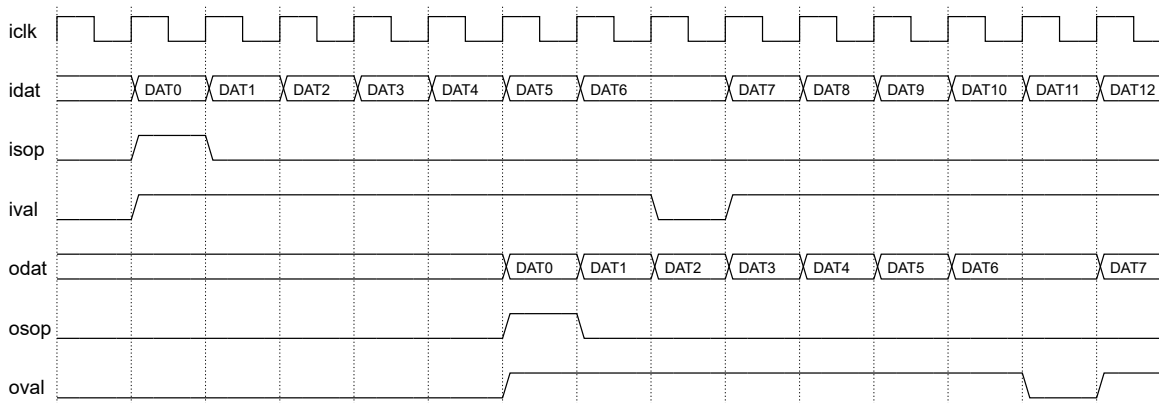 iclk
idat DAT0 DAT1 DAT2 DAT3 DAT4 DAT5 DAT6 DAT7 DAT8 DAT9 DAT10 DAT11 DAT12
isop
ival
odat DAT0 DAT1 DAT2 DAT3 DAT4 DAT5 DAT6 DAT7
osop
oval